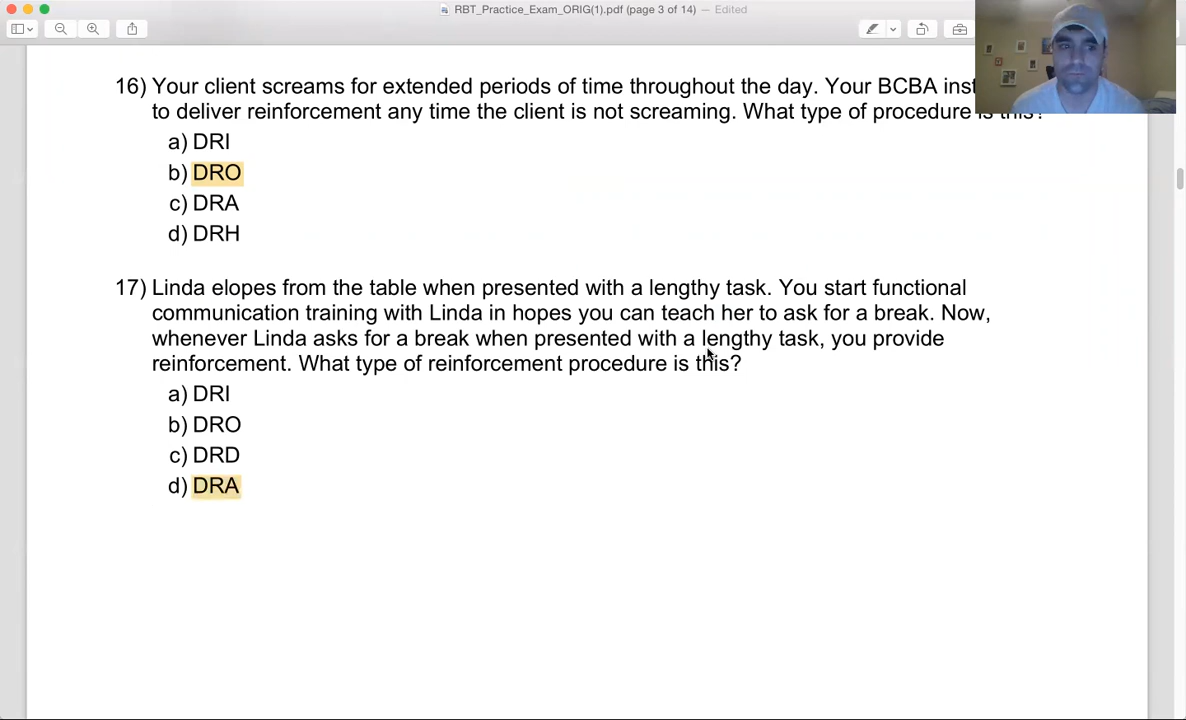 RBT_Practice_Exam_ORIG(1).pdf (page 3 of 14) — Edited
16) Your client screams for extended periods of time throughout the day. Your BCBA
to deliver reinforcement any time the client is not screaming. What type of procedure is this?
a) DRI
b) DRO
c) DRA
d) DRH
17) Linda elopes from the table when presented with a lengthy task. You start functional
communication training with Linda in hopes you can teach her to ask for a break. Now,
whenever Linda asks for a break when presented with a lengthy task, you provide
reinforcement. What type of reinforcement procedure is this?
a) DRI
b) DRO
c) DRD
d) DRA